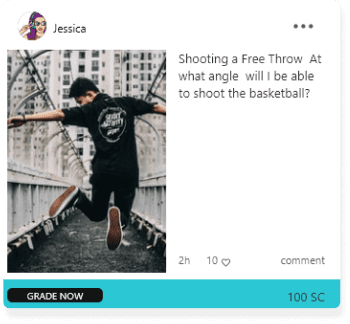 Jessica
Shooting a Free Throw At
what angle will I be able
to shoot the basketball?
2h 10 comment
GRADE NOW 100 SC